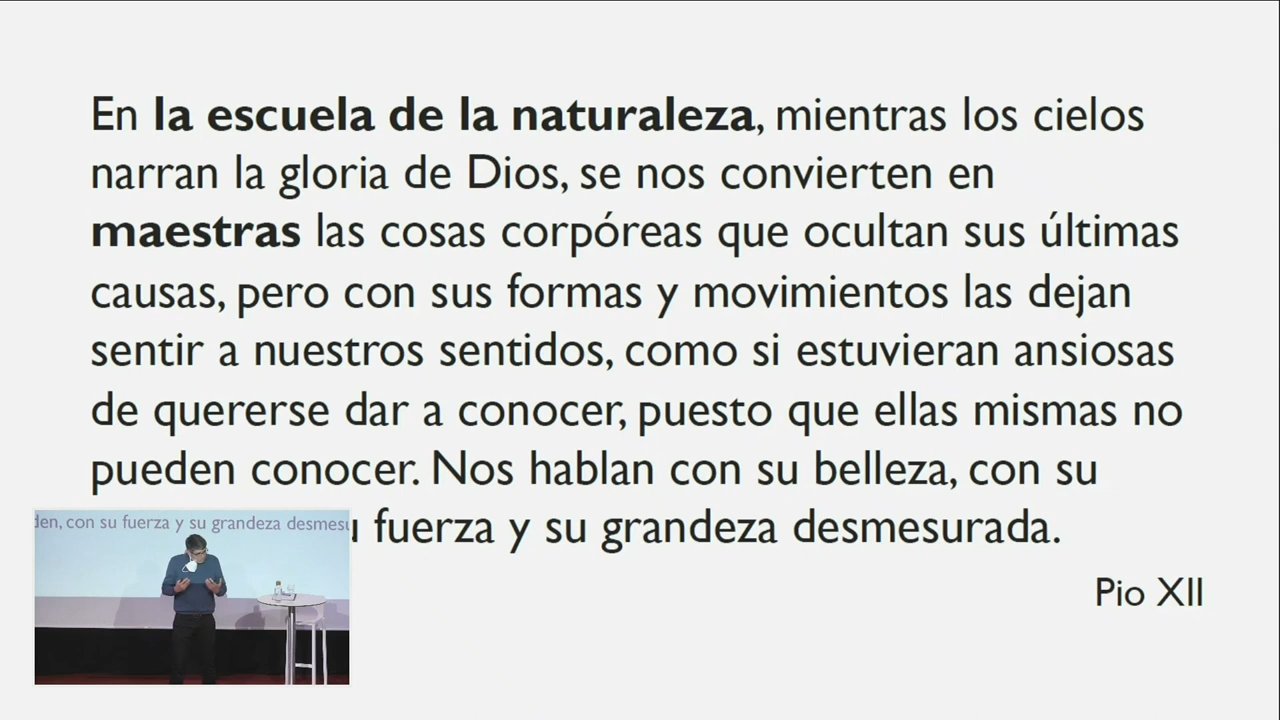 En la escuela de la naturaleza, mientras los cielos
narran la gloria de Dios, se nos convierten en
maestras las cosas corpóreas que ocultan sus últimas
causas, pero con sus formas y movimientos las dejan
sentir a nuestros sentidos, como si estuvieran ansiosas
de quererse dar a conocer, puesto que ellas mismas no
pueden conocer. Nos hablan con su belleza, con su
fuerza y su grandeza desmesurada.
con su fuerza y su grandeza
Pio XII